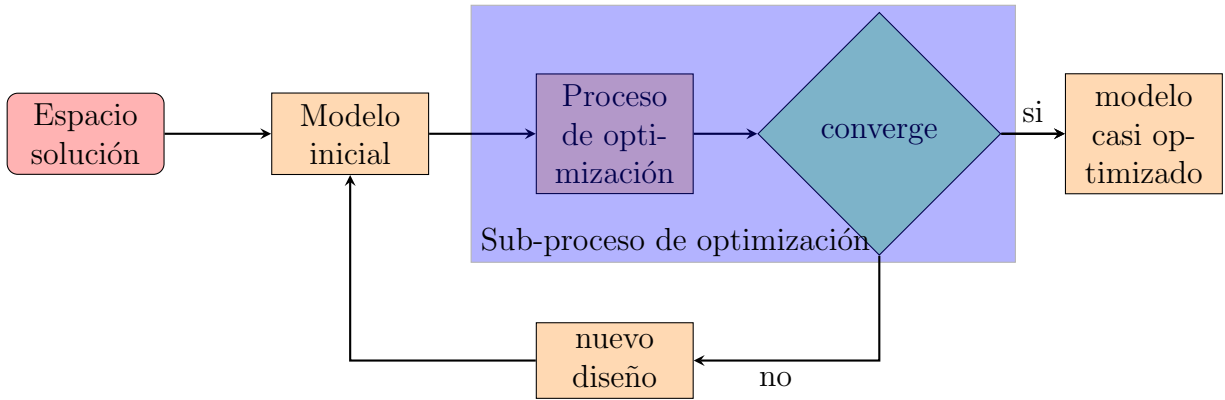 Espacio
solución
Modelo
inicial
Proceso
de opti-
mización
converge
si
modelo
casi op-
timizado
Sub-proceso de optimización
nuevo
diseño
no